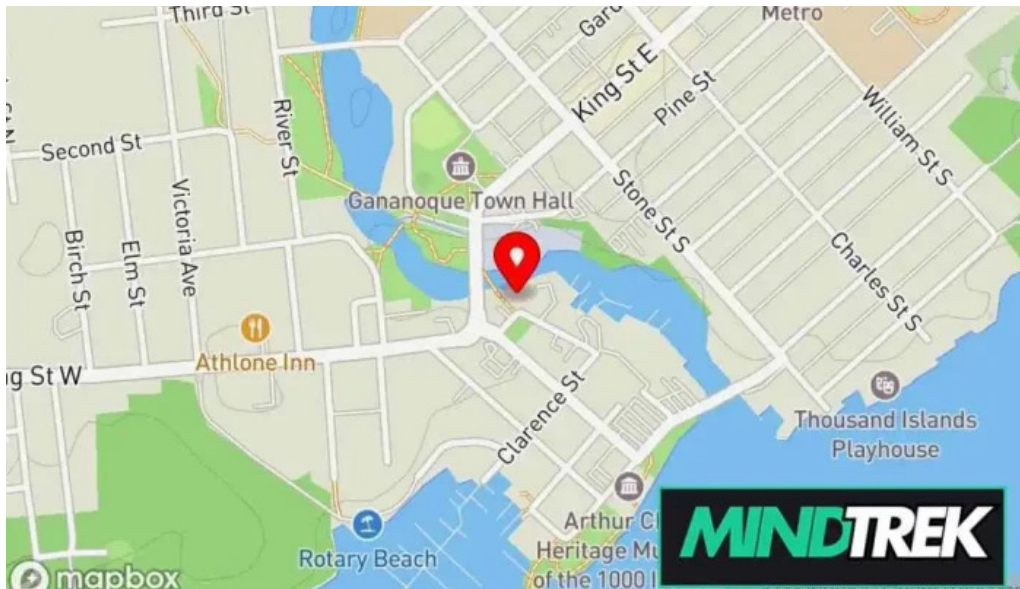 Third St
Metro
Gard
King St E
Pine St
William St S
Second St
River St
Gananoque Town Hall
Stone St S
Victoria Ave
Birch St
Elm St
Charles St S
Athlone Inn
g St W
Clarence St
Thousand Islands
Playhouse
Arthur C
Heritage Mu
of the 1000 I
Rotary Beach
MINDTREK
mapbox